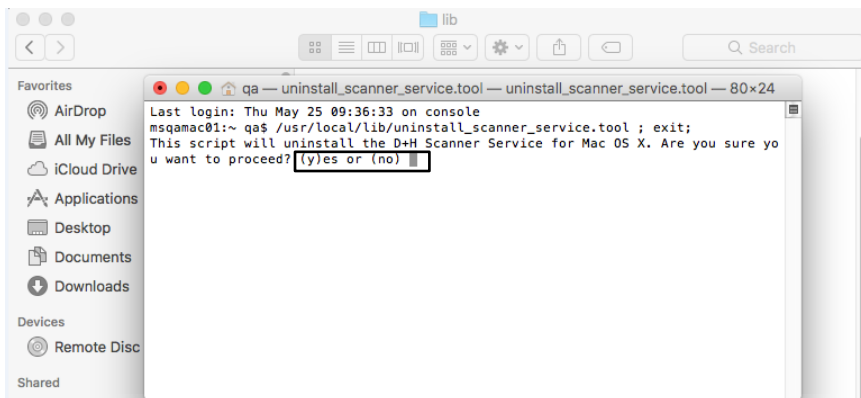 lib
Search
Favorites
AirDrop
All My Files
iCloud Drive
Applications
Desktop
Documents
Downloads
Devices
Remote Disc
Shared
qa — uninstall_scanner_service.tool — uninstall_scanner_service.tool — 80×24
Last login: Thu May 25 09:36:33 on console
msqamac01:~ qa$ /usr/local/lib/uninstall_scanner_service.tool ; exit;
This script will uninstall the D+H Scanner Service for Mac OS X. Are you sure yo
u want to proceed? (y)es or (no)